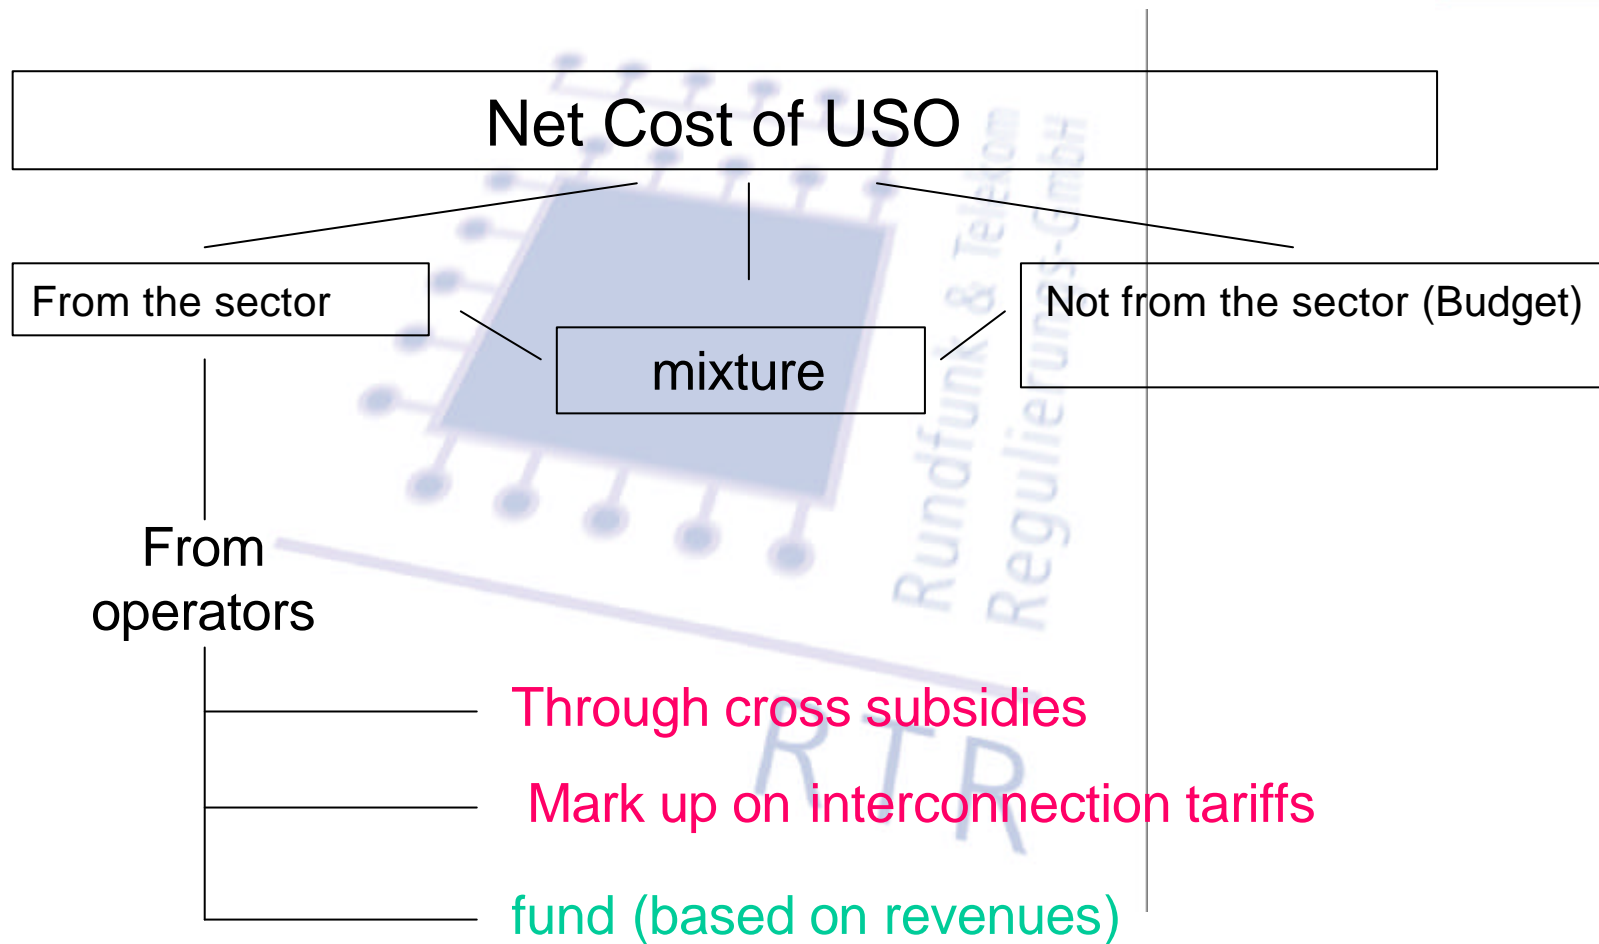 Net Cost of USO
From the sector
Not from the sector (Budget)
mixture
From
operators
Through cross subsidies
Mark up on interconnection tariffs
fund (based on revenues)
Rundfunk & Telekom
Regulierungs-GmbH
RTR